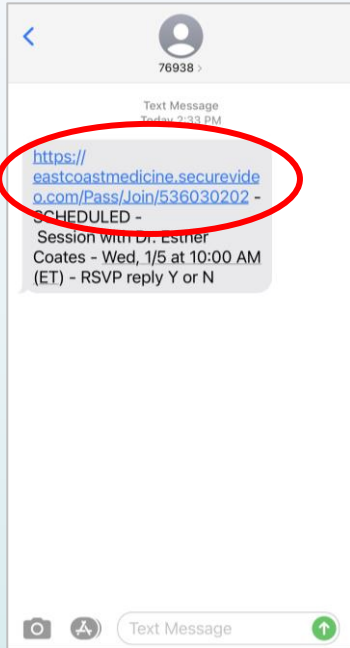 76938 >
Text Message
Today 2:33 PM
https://
eastcoastmedicine.securevide
o.com/Pass/Join/536030202 -
SCHEDULED -
Session with Dr. Esther
Coates - Wed, 1/5 at 10:00 AM
(ET) - RSVP reply Y or N
Text Message